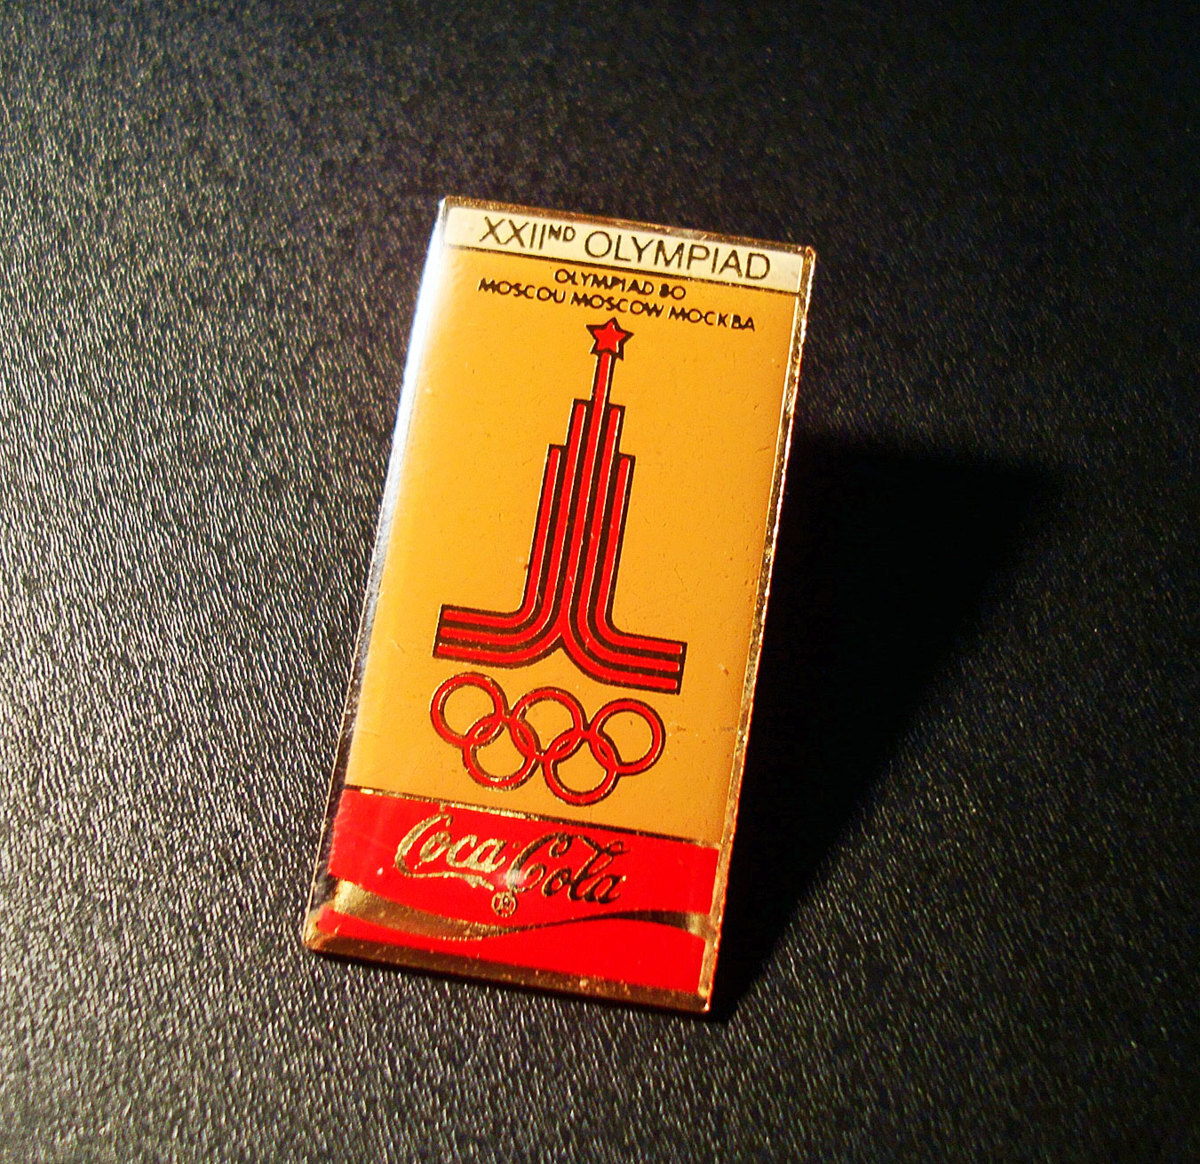 XXIIND OLYMPIAD
OLYMPIAD 80
MOSCOU MOSCOW МОСКВА
Coca-Cola